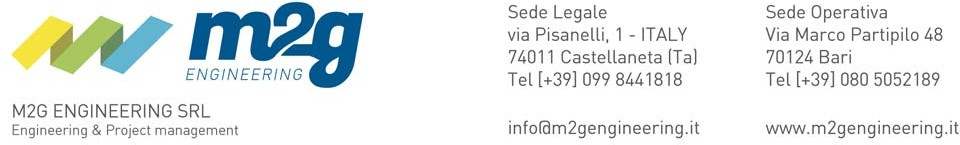 m2g
ENGINEERING
M2G ENGINEERING SRL
Engineering & Project management
Sede Legale
via Pisanelli, 1 - ITALY
74011 Castellaneta (Ta)
Tel [+39] 099 8441818
info@m2gengineering.it
Sede Operativa
Via Marco Partipilo 48
70124 Bari
Tel [+39] 080 5052189
www.m2gengineering.it